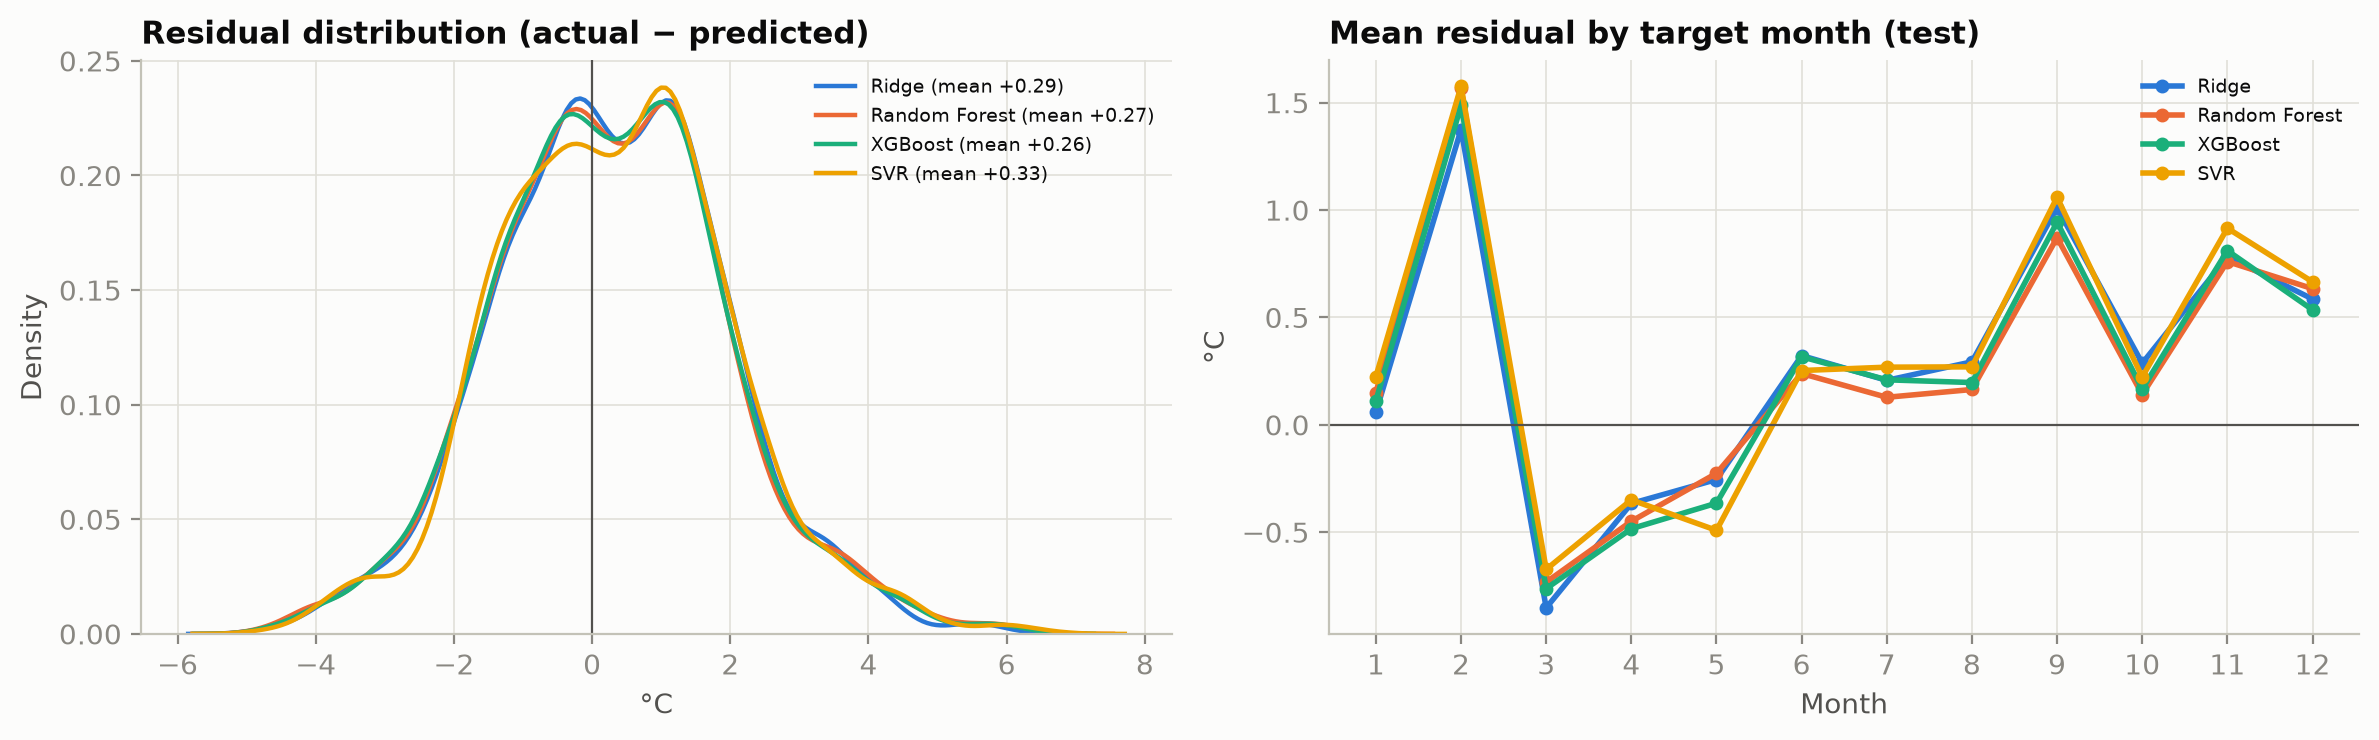 Residual distribution (actual − predicted)
0.25
0.20
0.15
0.10
0.05
0.00
Density
−6
−4
−2
0
2
4
6
8
°C
Ridge (mean +0.29)
Random Forest (mean +0.27)
XGBoost (mean +0.26)
SVR (mean +0.33)
Mean residual by target month (test)
1.5
1.0
0.5
0.0
−0.5
°C
1
2
3
4
5
6
7
8
9
10
11
12
Month
Ridge
Random Forest
XGBoost
SVR